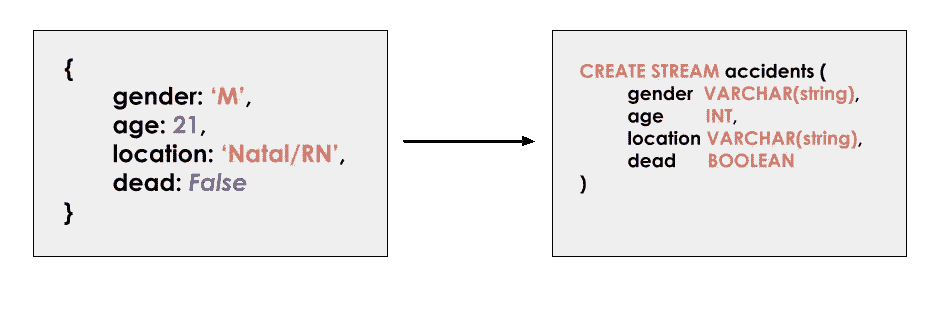 {
gender: ‘M’,
age: 21,
location: ‘Natal/RN’,
dead: False
}
CREATE STREAM accidents (
gender VARCHAR(string),
age INT,
location VARCHAR(string),
dead BOOLEAN
)